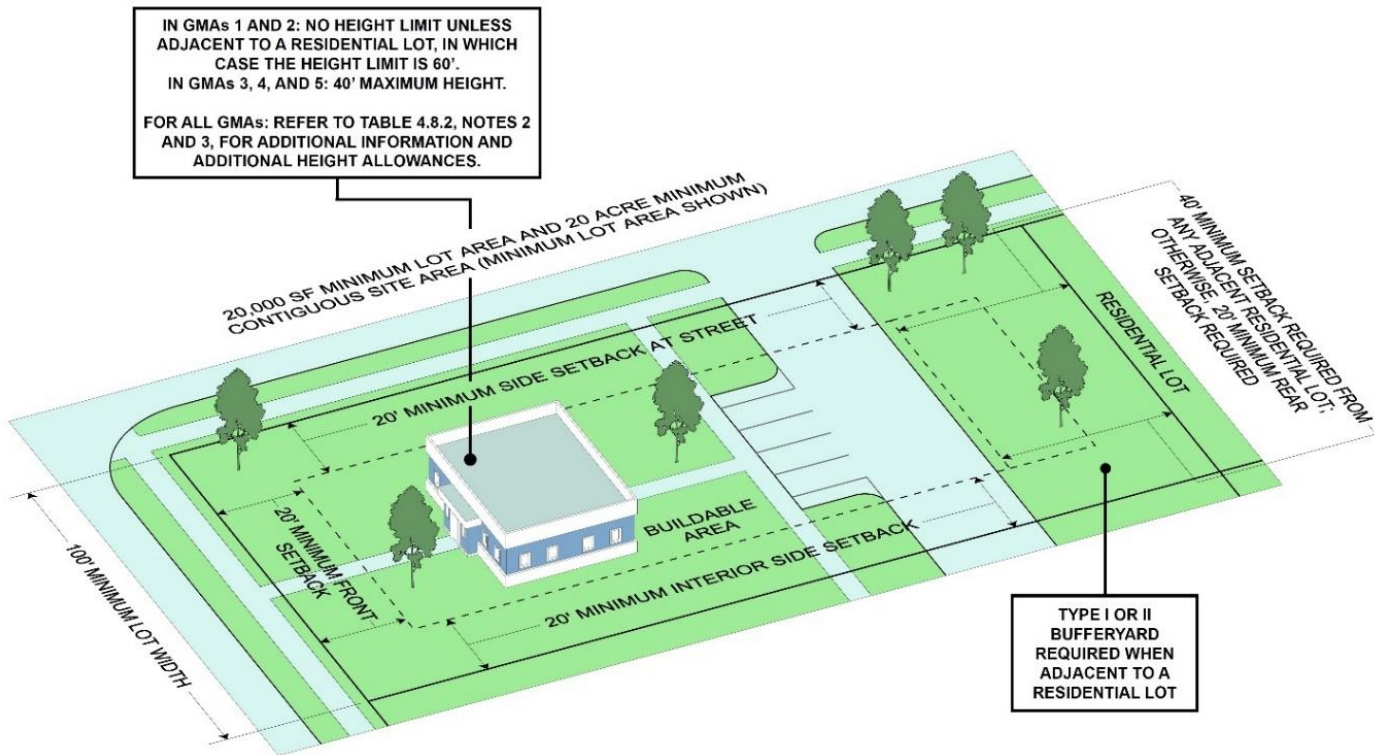 IN GMAs 1 AND 2: NO HEIGHT LIMIT UNLESS
ADJACENT TO A RESIDENTIAL LOT, IN WHICH
CASE THE HEIGHT LIMIT IS 60'.
IN GMAs 3, 4, AND 5: 40' MAXIMUM HEIGHT.
FOR ALL GMAs: REFER TO TABLE 4.8.2, NOTES 2
AND 3, FOR ADDITIONAL INFORMATION AND
ADDITIONAL HEIGHT ALLOWANCES.
20,000 SF MINIMUM LOT AREA AND 20 ACRE MINIMUM
CONTIGUOUS SITE AREA (MINIMUM LOT AREA SHOWN)
40' MINIMUM SETBACK REQUIRED FROM
ANY ADJACENT RESIDENTIAL LOT;
OTHERWISE, 20' MINIMUM REAR
SETBACK REQUIRED
RESIDENTIAL LOT
20' MINIMUM SIDE SETBACK AT STREET
BUILDABLE
AREA
20' MINIMUM FRONT
SETBACK
20' MINIMUM INTERIOR SIDE SETBACK
100' MINIMUM LOT WIDTH
TYPE I OR II
BUFFERYARD
REQUIRED WHEN
ADJACENT TO A
RESIDENTIAL LOT